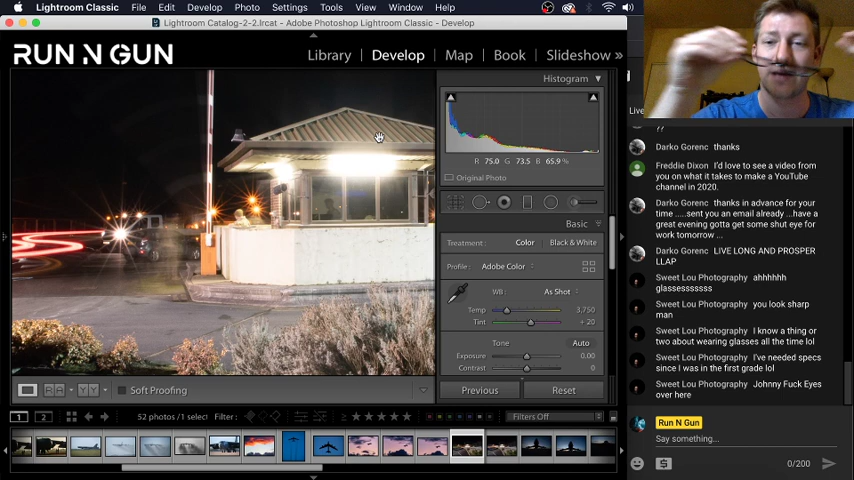 Lightroom Classic File Edit Develop Photo Settings Tools View Window Help
Lightroom Catalog-2-2.lrcat - Adobe Photoshop Lightroom Classic - Develop
RUN N GUN
Library Develop Map Book Slideshow »
Histogram
R 75.0 G 73.5 B 65.9 %
Original Photo
Basic
Treatment: Color Black & White
Profile: Adobe Color
WB: As Shot
Temp 3,750
Tint + 20
Tone Auto
Exposure 0.00
Contrast 0
Soft Proofing
Previous Reset
1 2 52 photos /1 select Filter: Filters Off
Live
??
Darko Gorenc thanks
Freddie Dixon I'd love to see a video from
you on what it takes to make a YouTube
channel in 2020.
Darko Gorenc thanks in advance for your
time .....sent you an email already ...have a
great evening gotta get some shut eye for
work tomorrow ...
Darko Gorenc LIVE LONG AND PROSPER
LLAP
Sweet Lou Photography ahhhhhh
glassesssssss
Sweet Lou Photography you look sharp
man
Sweet Lou Photography I know a thing or
two about wearing glasses all the time lol
Sweet Lou Photography I've needed specs
since I was in the first grade lol
Sweet Lou Photography Johnny Fuck Eyes
over here
Run N Gun
Say something...
0/200